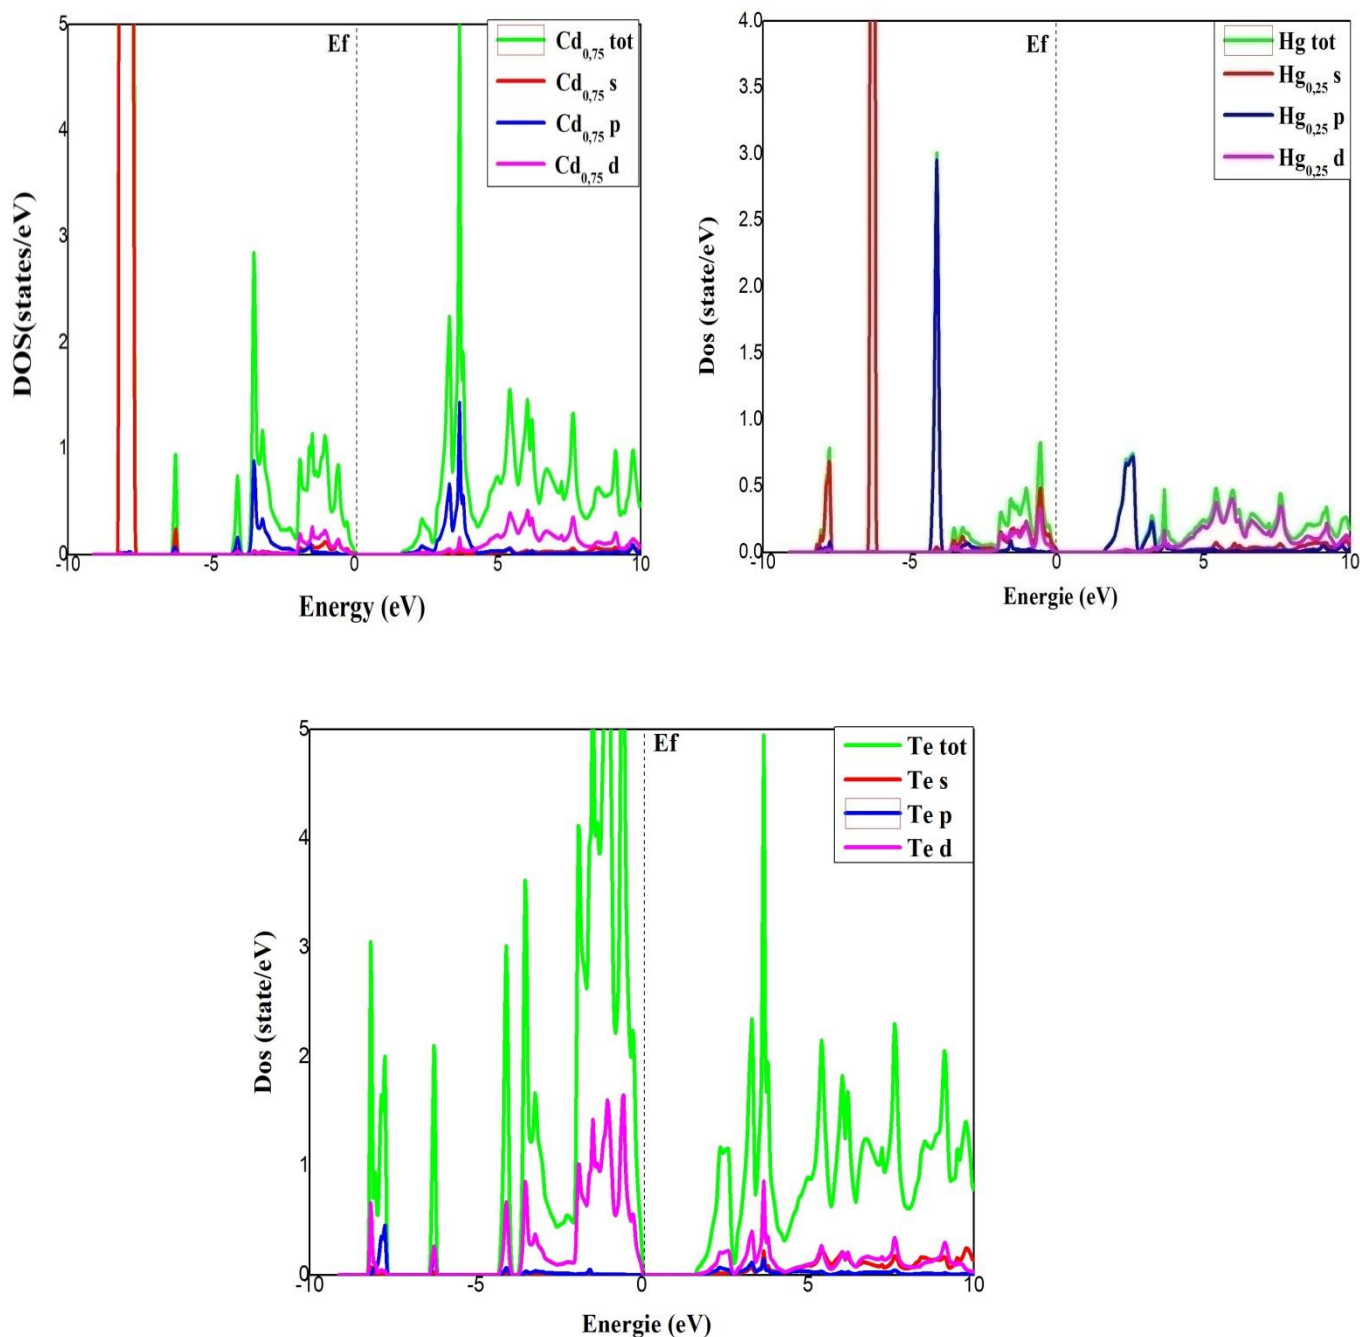 5
4
3
2
1
0
-10
-5
0
5
10
DOS(states/eV)
Energy (eV)
Ef
Cd0,75 tot
Cd0,75 s
Cd0,75 p
Cd0,75 d
4.0
3.5
3.0
2.5
2.0
1.5
1.0
0.5
0.0
-10
-5
0
5
10
Dos (state/eV)
Energie (eV)
Ef
Hg tot
Hg0,25 s
Hg0,25 p
Hg0,25 d
5
4
3
2
1
0
-10
-5
0
5
10
Dos (state/eV)
Energie (eV)
Ef
Te tot
Te s
Te p
Te d